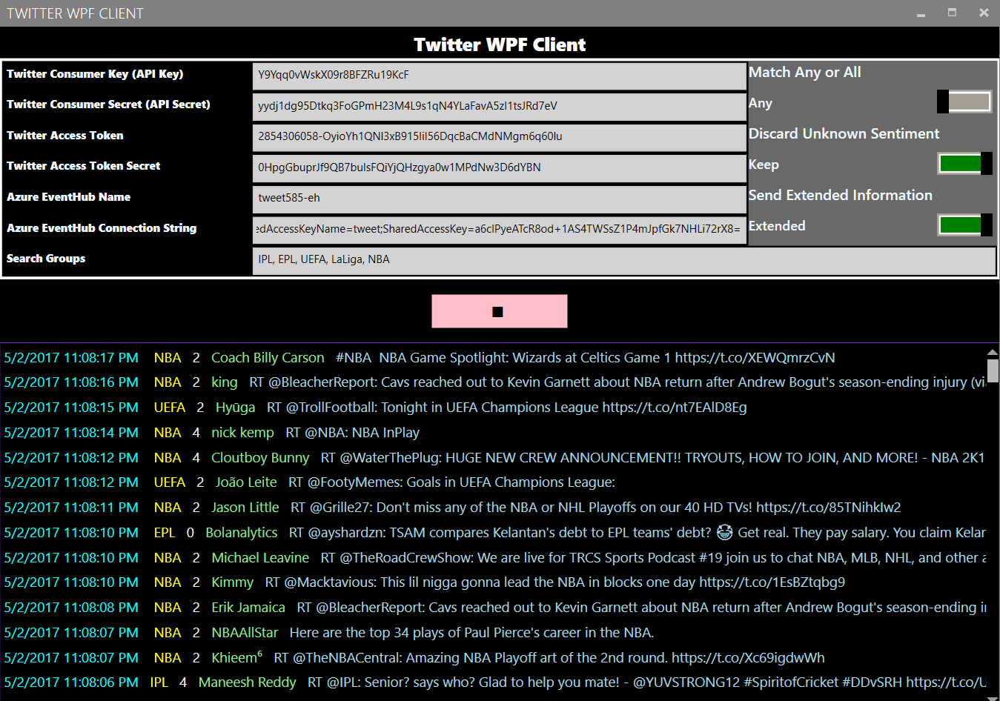 TWITTER WPF CLIENT
Twitter WPF Client
Twitter Consumer Key (API Key) Y9Yqq0vWskX09r8BFZRu19KcF
Twitter Consumer Secret (API Secret)
Twitter Access Token
Twitter Access Token Secret
Azure EventHub Name tweet585-eh
Azure EventHub Connection String
Search Groups IPL, EPL, UEFA, LaLiga, NBA
Match Any or All
Any
Discard Unknown Sentiment
Keep
Send Extended Information
Extended
5/2/2017 11:08:17 PM NBA 2 Coach Billy Carson #NBA NBA Game Spotlight: Wizards at Celtics Game 1 https://t.co/XEWQmrzCvN
5/2/2017 11:08:16 PM NBA 2 king RT @BleacherReport: Cavs reached out to Kevin Garnett about NBA return after Andrew Bogut's season-ending injury (vi
5/2/2017 11:08:15 PM UEFA 2 Hyūga RT @TrollFootball: Tonight in UEFA Champions League
5/2/2017 11:08:14 PM NBA 4 nick kemp RT @NBA: NBA InPlay
5/2/2017 11:08:12 PM NBA 4 Cloutboy Bunny RT @WaterThePlug: HUGE NEW CREW ANNOUNCEMENT!! TRYOUTS, HOW TO JOIN, AND MORE! - NBA 2K1
5/2/2017 11:08:12 PM UEFA 2 João Leite RT @FootyMemes: Goals in UEFA Champions League:
5/2/2017 11:08:11 PM NBA 2 Jason Little RT @Grille27: Don't miss any of the NBA or NHL Playoffs on our 40 HD TVs!
5/2/2017 11:08:10 PM EPL 0 Bolanalytics RT @ayshardzn: TSAM compares Kelantan's debt to EPL teams' debt? 😂 Get real. They pay salary. You claim Kelar
5/2/2017 11:08:10 PM NBA 2 Michael Leavine RT @TheRoadCrewShow: We are live for TRCS Sports Podcast #19 join us to chat NBA, MLB, NHL, and other a
5/2/2017 11:08:10 PM NBA 2 Kimmy RT @Macktavious: This lil nigga gonna lead the NBA in blocks one day https://t.co/1EsBZtqbg9
5/2/2017 11:08:08 PM NBA 2 Erik Jamaica RT @BleacherReport: Cavs reached out to Kevin Garnett about NBA return after Andrew Bogut's season-ending i
5/2/2017 11:08:07 PM NBA 2 NBAAllStar Here are the top 34 plays of Paul Pierce's career in the NBA.
5/2/2017 11:08:07 PM NBA 2 Khieem⁶ RT @TheNBACentral: Amazing NBA Playoff art of the 2nd round. https://t.co/Xc69igdwWh
5/2/2017 11:08:06 PM IPL 4 Maneesh Reddy RT @IPL: Senior? says who? Glad to help you mate! - @YUVSTRONG12 #SpiritofCricket #DDvSRH https://t.co/U